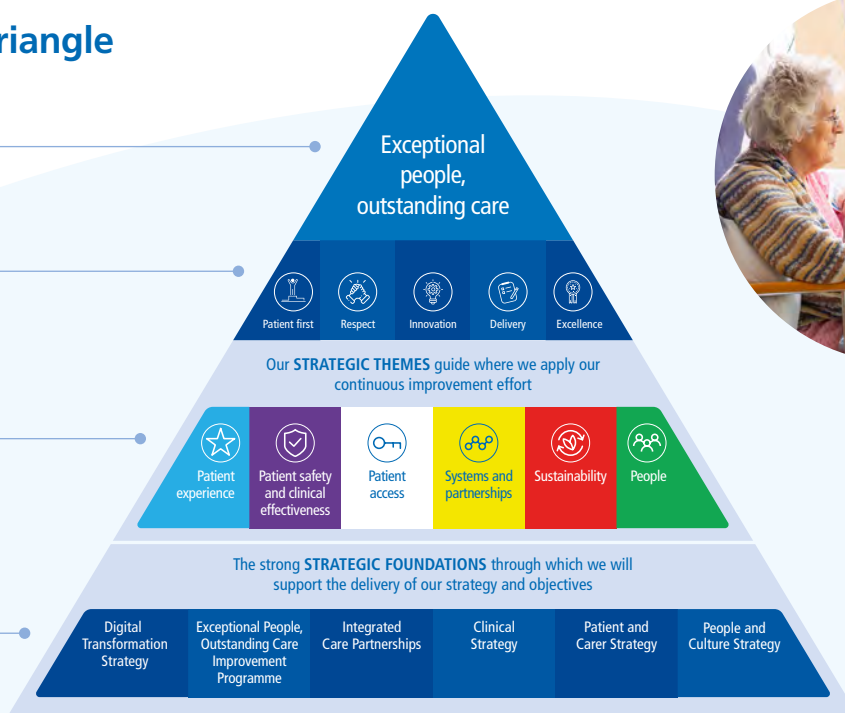 riangle
Exceptional
people,
outstanding care
Patient first
Respect
Innovation
Delivery
Excellence
Our STRATEGIC THEMES guide where we apply our
continuous improvement effort
Patient
experience
Patient safety
and clinical
effectiveness
Patient
access
Systems and
partnerships
Sustainability
People
The strong STRATEGIC FOUNDATIONS through which we will
support the delivery of our strategy and objectives
Digital
Transformation
Strategy
Exceptional People,
Outstanding Care
Improvement
Programme
Integrated
Care Partnerships
Clinical
Strategy
Patient and
Carer Strategy
People and
Culture Strategy